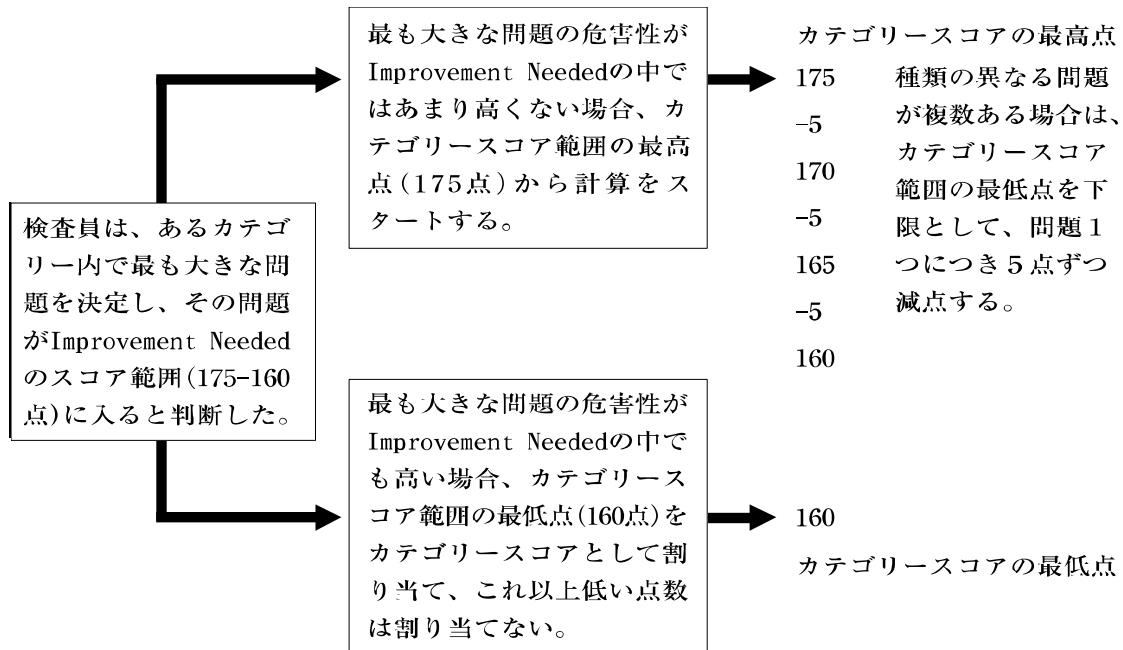 検査員は、あるカテゴ
リー内で最も大きな問
題を決定し、その問題
がImprovement Needed
のスコア範囲(175-160
点)に入ると判断した。
最も大きな問題の危害性が
Improvement Neededの中で
はあまり高くない場合、カ
テゴリースコア範囲の最高
点(175点)から計算をス
タートする。
カテゴリースコアの最高点
175
-5
170
-5
165
-5
160
種類の異なる問題
が複数ある場合は、
カテゴリースコア
範囲の最低点を下
限として、問題１
つにつき５点ずつ
減点する。
最も大きな問題の危害性が
Improvement Neededの中で
も高い場合、カテゴリース
コア範囲の最低点(160点)を
カテゴリースコアとして割
り当て、これ以上低い点数
は割り当てない。
160
カテゴリースコアの最低点